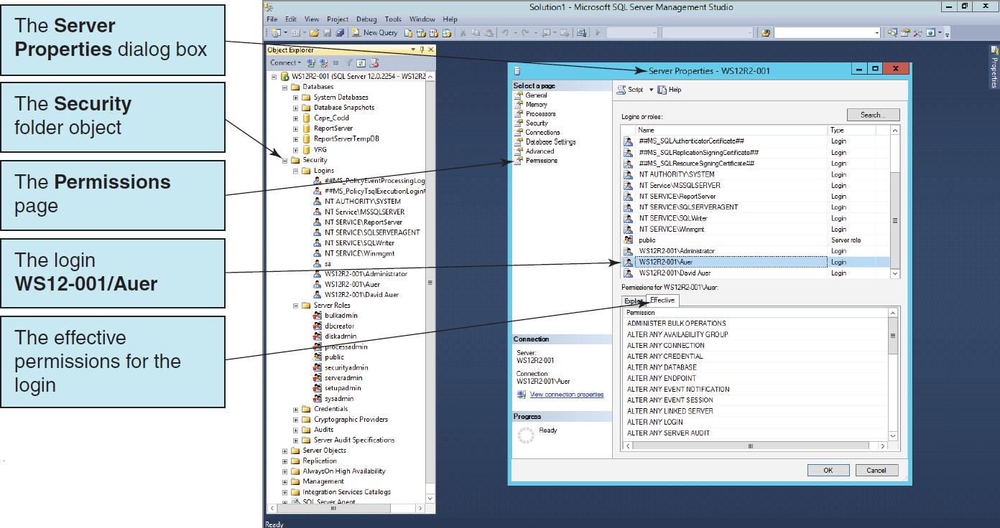 The Server
Properties dialog box
The Security
folder object
The Permissions
page
The login
WS12-001/Auer
The effective
permissions for the
login
Solution1 - Microsoft SQL Server Management Studio
File Edit View Project Debug Tools Window Help
New Query
Object Explorer
Connect
WS12R2-001 (SQL Server 12.0.2254 - WS12R2
Databases
System Databases
Database Snapshots
Cape_Codd
ReportServer
ReportServerTempDB
VRG
Security
Logins
##MS_PolicyEventProcessingLog
##MS_PolicyTsqlExecutionLogin#
NT AUTHORITY\SYSTEM
NT Service\MSSQLSERVER
NT SERVICE\ReportServer
NT SERVICE\SQLSERVERAGENT
NT SERVICE\SQLWriter
NT SERVICE\Winmgmt
sa
WS12R2-001\Administrator
WS12R2-001\Auer
WS12R2-001\David Auer
Server Roles
bulkadmin
dbcreator
diskadmin
processadmin
public
securityadmin
serveradmin
setupadmin
sysadmin
Credentials
Cryptographic Providers
Audits
Server Audit Specifications
Server Objects
Replication
AlwaysOn High Availability
Management
Integration Services Catalogs
SQL Server Agent
Ready
Server Properties - WS12R2-001
Select a page
General
Memory
Processors
Security
Connections
Database Settings
Advanced
Permissions
Connection
Server:
WS12R2-001
Connection:
WS12R2-001\Auer
View connection properties
Progress
Ready
Script Help
Logins or roles:
Search...
Name Type
##MS_SQLAuthenticatorCertificate## Login
##MS_SQLReplicationSigningCertificate## Login
##MS_SQLResourceSigningCertificate## Login
NT AUTHORITY\SYSTEM Login
NT Service\MSSQLSERVER Login
NT SERVICE\ReportServer Login
NT SERVICE\SQLSERVERAGENT Login
NT SERVICE\SQLWriter Login
NT SERVICE\Winmgmt Login
public Server role
WS12R2-001\Administrator Login
WS12R2-001\Auer Login
WS12R2-001\David Auer Login
Permissions for WS12R2-001\Auer:
Explicit Effective
Permission
ADMINISTER BULK OPERATIONS
ALTER ANY AVAILABILITY GROUP
ALTER ANY CONNECTION
ALTER ANY CREDENTIAL
ALTER ANY DATABASE
ALTER ANY ENDPOINT
ALTER ANY EVENT NOTIFICATION
ALTER ANY EVENT SESSION
ALTER ANY LINKED SERVER
ALTER ANY LOGIN
ALTER ANY SERVER AUDIT
OK Cancel
Properties